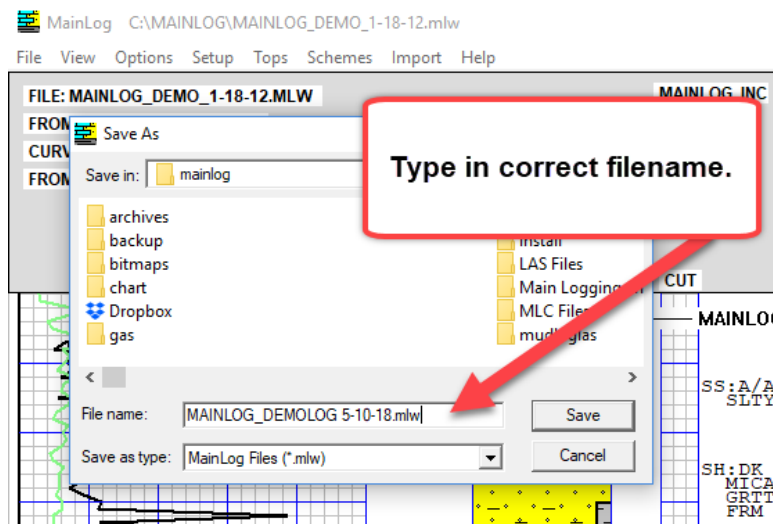 MainLog C:\MAINLOG\MAINLOG_DEMO_1-18-12.mlw
File View Options Setup Tops Schemes Import Help
FILE: MAINLOG_DEMO_1-18-12.MLW
MAINLOG INC
FROM
Save As
CURV
Save in: mainlog
FROM
Type in correct filename.
archives
backup
bitmaps
chart
Dropbox
gas
install
LAS Files
Main Logging
MLC Files
CUT
MAINLOG
SS:A/A
SLTY
File name: MAINLOG_DEMOLOG 5-10-18.mlw
Save
Save as type: MainLog Files (*.mlw)
Cancel
SH:DK
MICA
GRTT
FRM